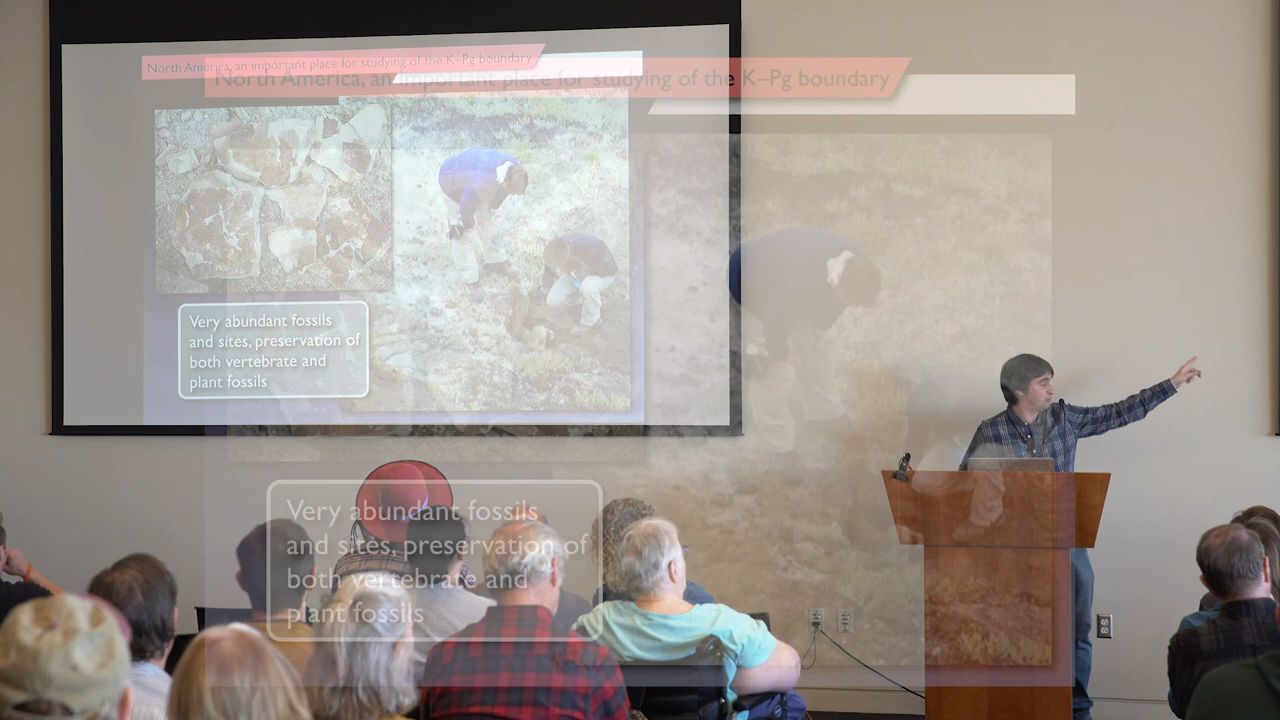 North America, an important place for studying of the K–Pg boundary
North America, an important place for studying of the K–Pg boundary
Very abundant fossils
and sites, preservation of
both vertebrate and
plant fossils
Very abundant fossils
and sites, preservation of
both vertebrate and
plant fossils